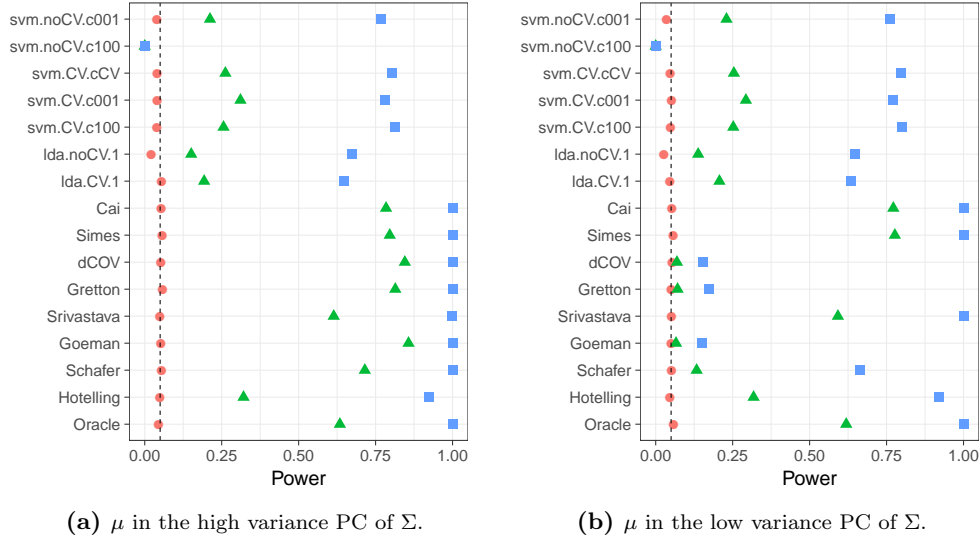 svm.noCV.c001
svm.noCV.c100
svm.CV.cCV
svm.CV.c001
svm.CV.c100
lda.noCV.1
lda.CV.1
Cai
Simes
dCOV
Gretton
Srivastava
Goeman
Schafer
Hotelling
Oracle
0.00 0.25 0.50 0.75 1.00
Power
(a) μ in the high variance PC of Σ.
svm.noCV.c001
svm.noCV.c100
svm.CV.cCV
svm.CV.c001
svm.CV.c100
lda.noCV.1
lda.CV.1
Cai
Simes
dCOV
Gretton
Srivastava
Goeman
Schafer
Hotelling
Oracle
0.00 0.25 0.50 0.75 1.00
Power
(b) μ in the low variance PC of Σ.